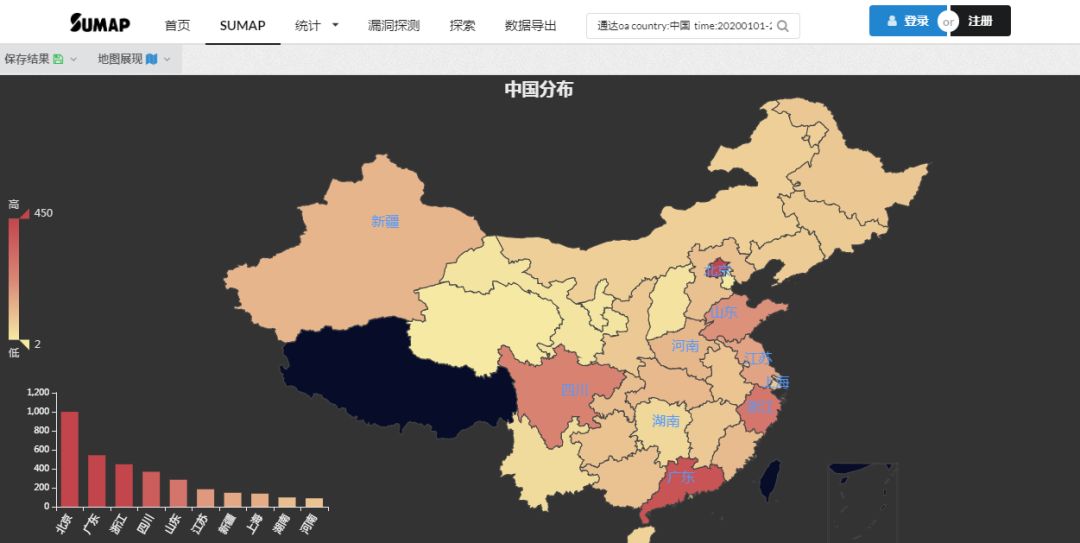 SUMAP 首页 SUMAP 统计 漏洞探测 探索 数据导出 通达oa country:中国 time:20200101-2 登录 or 注册
保存结果 地图展现
中国分布
高
450
2
低
新疆
北京
山东
河南
江苏
上海
四川
浙江
湖南
广东
1,200
1,000
800
600
400
200
0
北京 广东 浙江 四川 山东 江苏 新疆 上海 湖南 河南